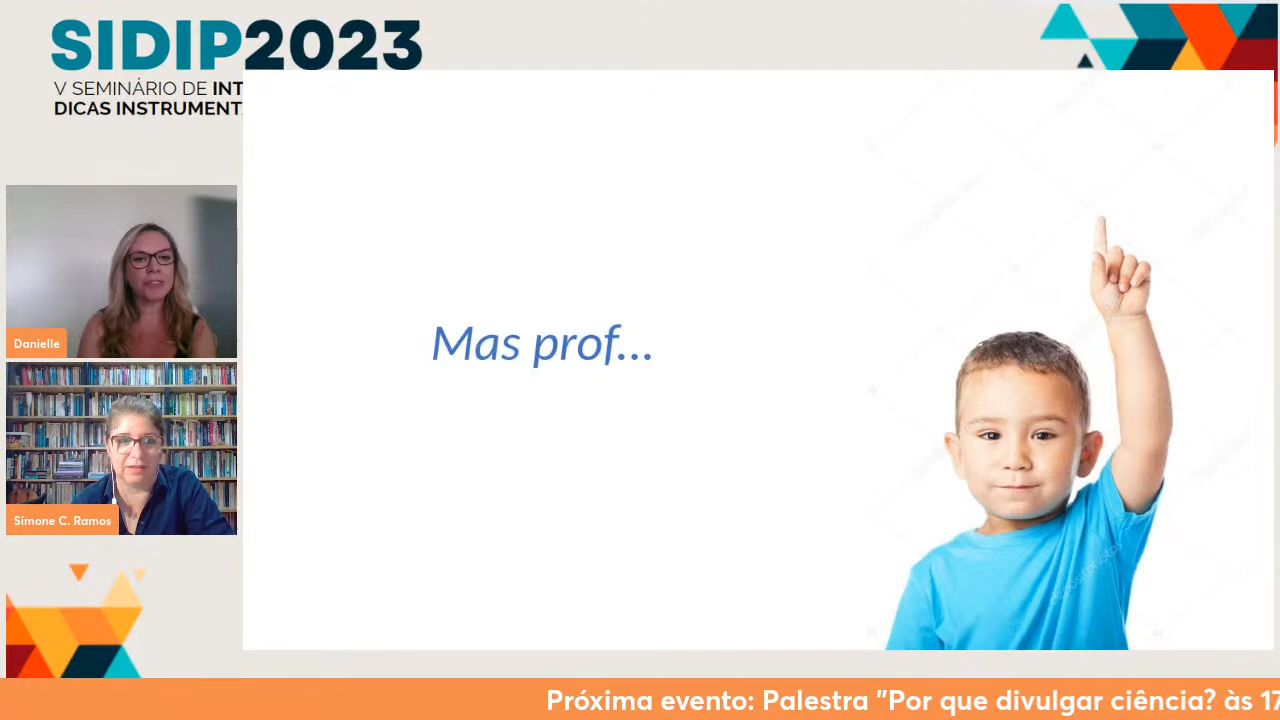 SIDIP2023
V SEMINÁRIO DE INT
DICAS INSTRUMENT
Danielle
Simone C. Ramos
Mas prof...
depositphotos
Próxima evento: Palestra "Por que divulgar ciência? às 17